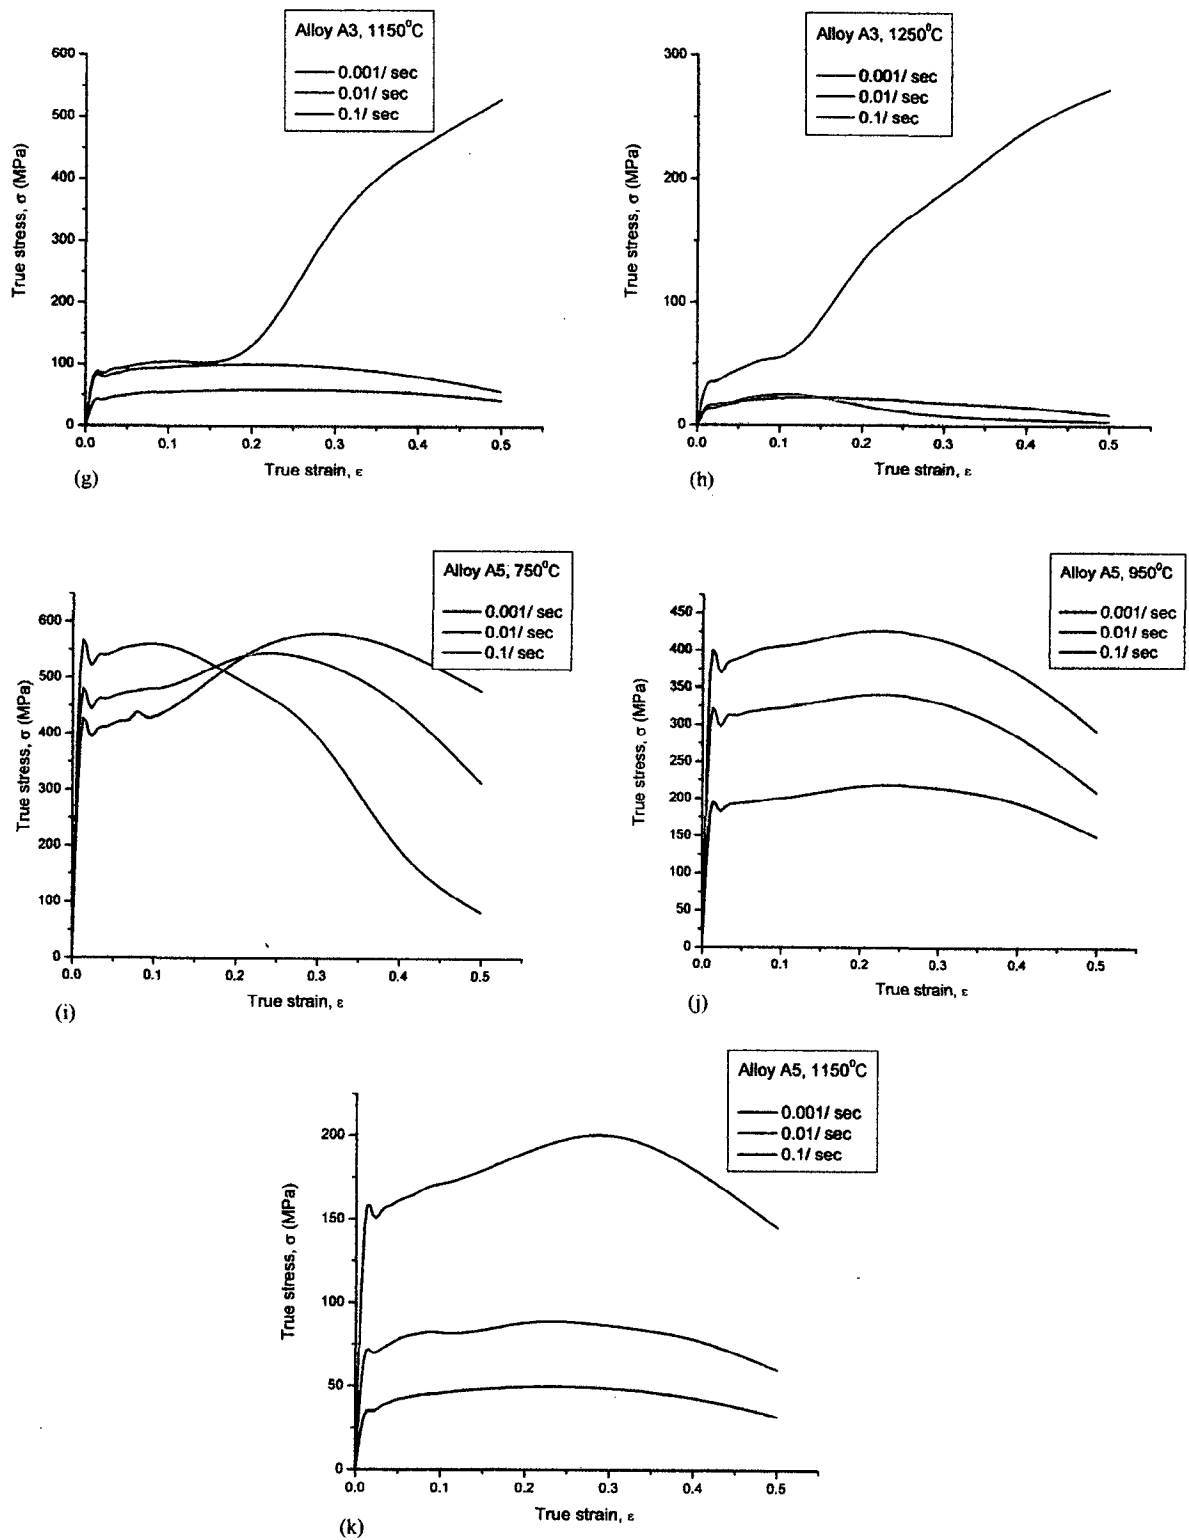 Alloy A3, 1150⁰C
0.001/ sec
0.01/ sec
0.1/ sec
True stress, σ (MPa)
600
500
400
300
200
100
0
0.0 0.1 0.2 0.3 0.4 0.5
True strain, ε
(g)
Alloy A3, 1250⁰C
0.001/ sec
0.01/ sec
0.1/ sec
True stress, σ (MPa)
300
200
100
0
0.0 0.1 0.2 0.3 0.4 0.5
True strain, ε
(h)
Alloy A5, 750⁰C
0.001/ sec
0.01/ sec
0.1/ sec
True stress, σ (MPa)
600
500
400
300
200
100
0
0.0 0.1 0.2 0.3 0.4 0.5
True strain, ε
(i)
Alloy A5, 950⁰C
0.001/ sec
0.01/ sec
0.1/ sec
True stress, σ (MPa)
450
400
350
300
250
200
150
100
50
0
0.0 0.1 0.2 0.3 0.4 0.5
True strain, ε
(j)
Alloy A5, 1150⁰C
0.001/ sec
0.01/ sec
0.1/ sec
True stress, σ (MPa)
200
150
100
50
0
0.0 0.1 0.2 0.3 0.4 0.5
True strain, ε
(k)